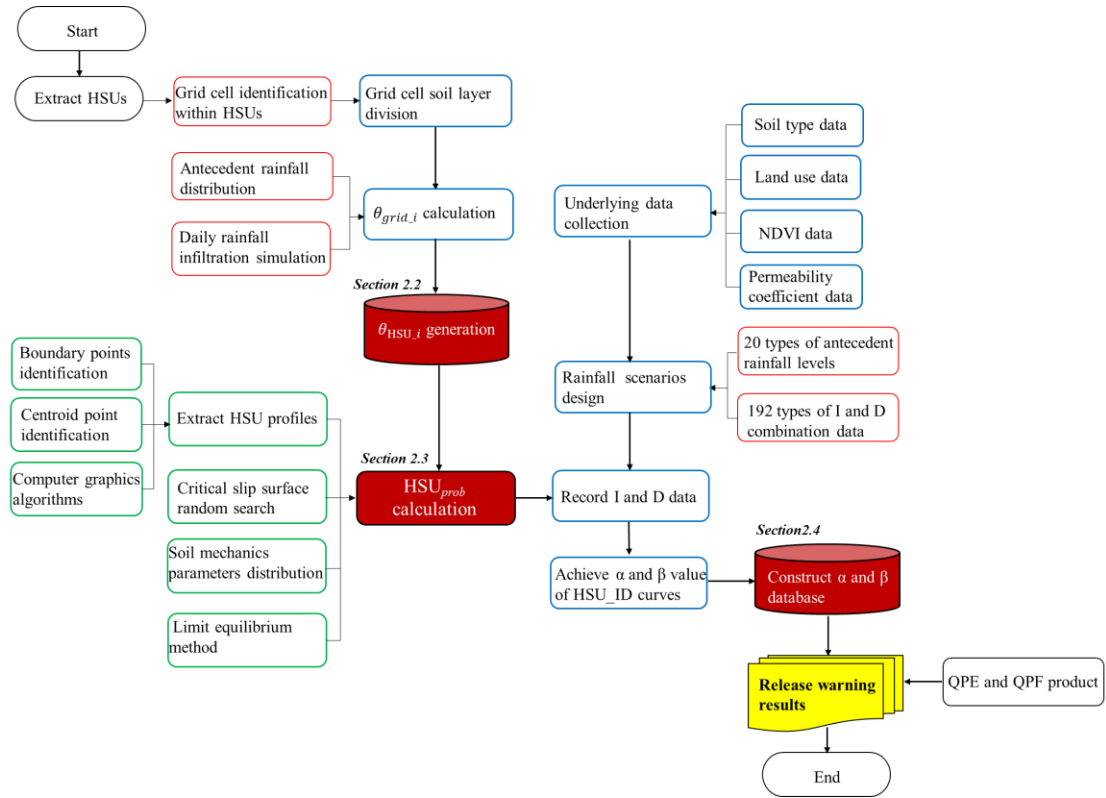 Start
Extract HSUs
Grid cell identification
within HSUs
Grid cell soil layer
division
Antecedent rainfall
distribution
Daily rainfall
infiltration simulation
θgrid_i calculation
Section 2.2
θHSU_i generation
Boundary points
identification
Centroid point
identification
Computer graphics
algorithms
Extract HSU profiles
Critical slip surface
random search
Soil mechanics
parameters distribution
Limit equilibrium
method
Section 2.3
HSUprob
calculation
Soil type data
Land use data
NDVI data
Permeability
coefficient data
Underlying data
collection
20 types of antecedent
rainfall levels
192 types of I and D
combination data
Rainfall scenarios
design
Record I and D data
Achieve α and β value
of HSU_ID curves
Section2.4
Construct α and β
database
Release warning
results
QPE and QPF product
End